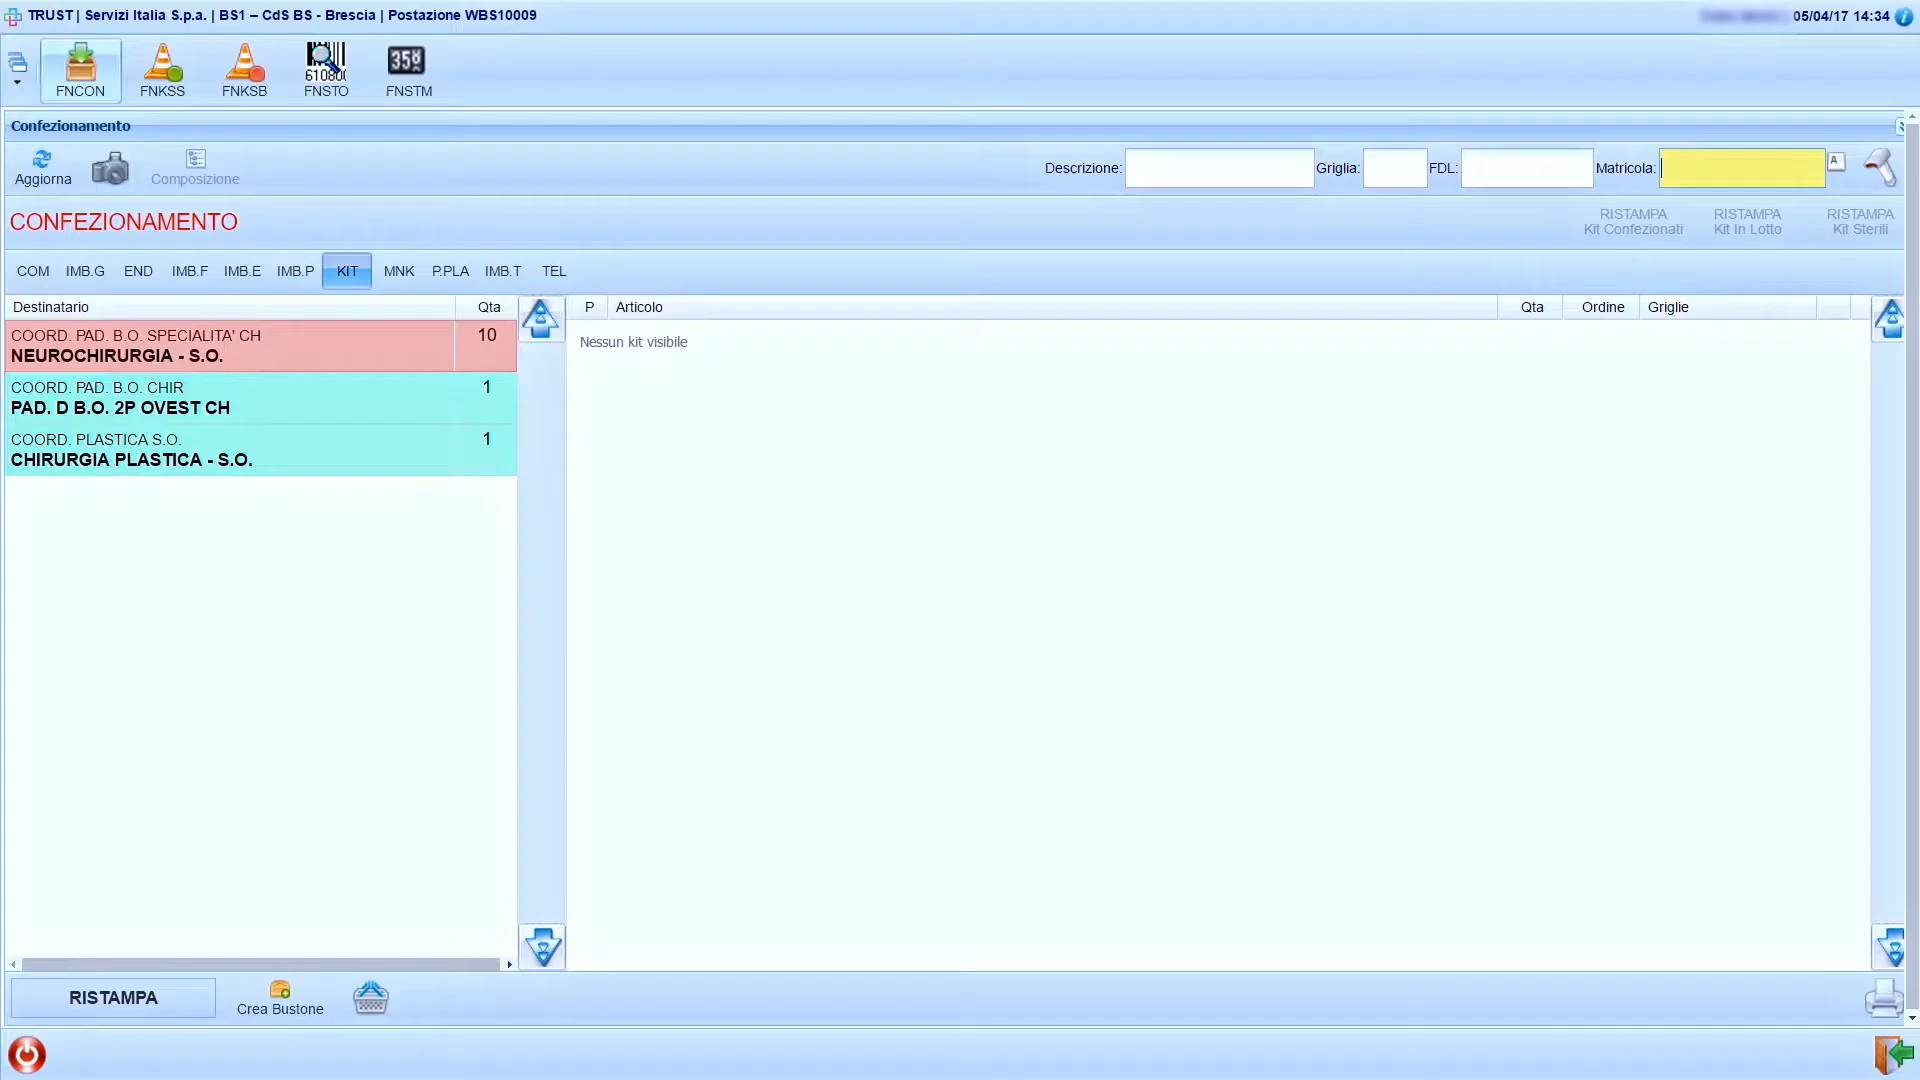 TRUST | Servizi Italia S.p.a. | BS1 – CdS BS - Brescia | Postazione WBS10009
05/04/17 14:34
FNCON
FNKSS
FNKSB
610800
FNSTO
358
FNSTM
Confezionamento
Aggiorna
Composizione
Descrizione:
Griglia:
FDL:
Matricola:
A
CONFEZIONAMENTO
RISTAMPA
Kit Confezionati
RISTAMPA
Kit In Lotto
RISTAMPA
Kit Sterili
COM IMB.G END IMB.F IMB.E IMB.P KIT MNK P.PLA IMB.T TEL
Destinatario Qta
P Articolo Qta Ordine Griglie
COORD. PAD. B.O. SPECIALITA' CH 10
NEUROCHIRURGIA - S.O.
COORD. PAD. B.O. CHIR 1
PAD. D B.O. 2P OVEST CH
COORD. PLASTICA S.O. 1
CHIRURGIA PLASTICA - S.O.
Nessun kit visibile
RISTAMPA
Crea Bustone